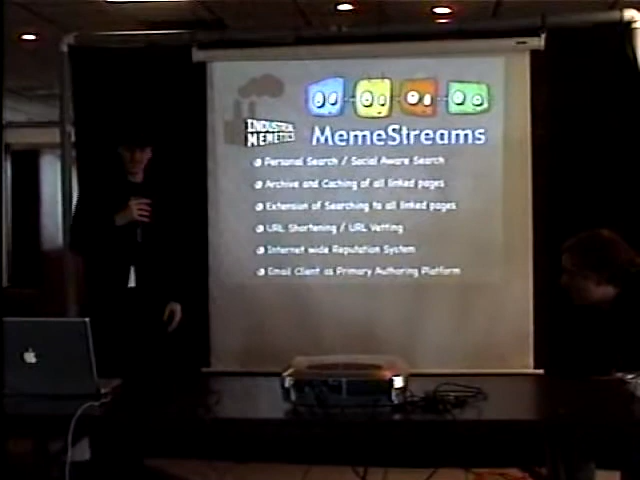 INDUSTRIAL
MEMETICS
MemeStreams
Personal Search / Social Aware Search
Archive and Caching of all linked pages
Extension of Searching to all linked pages
URL Shortening / URL Vetting
Internet wide Reputation System
Email Client as Primary Authoring Platform